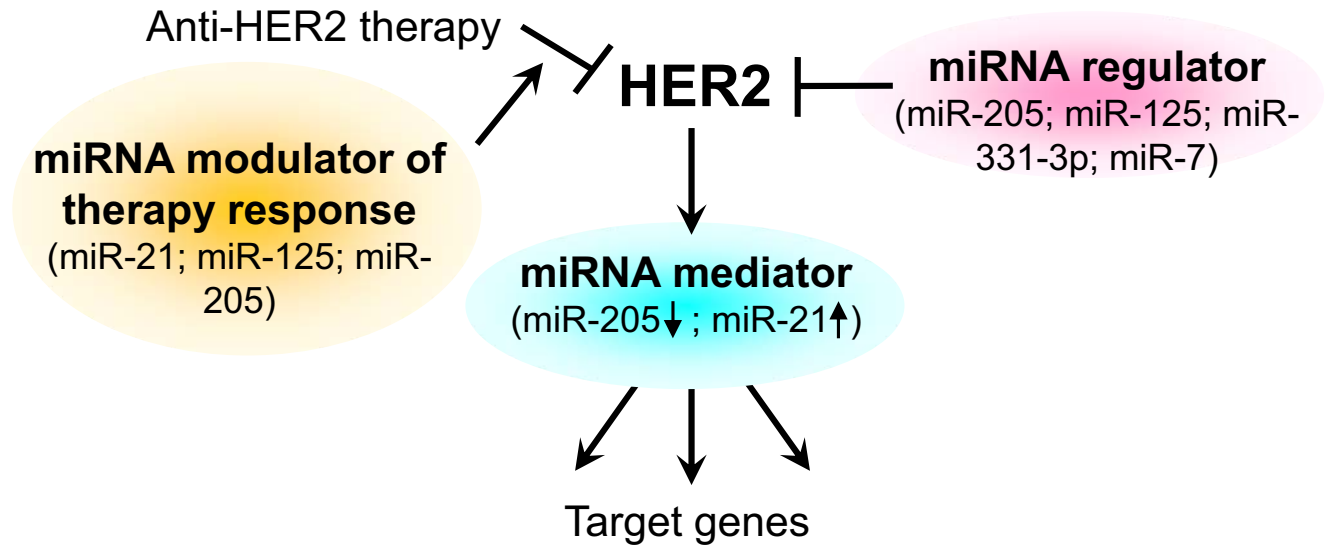 Anti-HER2 therapy
HER2
miRNA regulator
(miR-205; miR-125; miR-
331-3p; miR-7)
miRNA modulator of
therapy response
(miR-21; miR-125; miR-
205)
miRNA mediator
(miR-205↓ ; miR-21↑)
Target genes